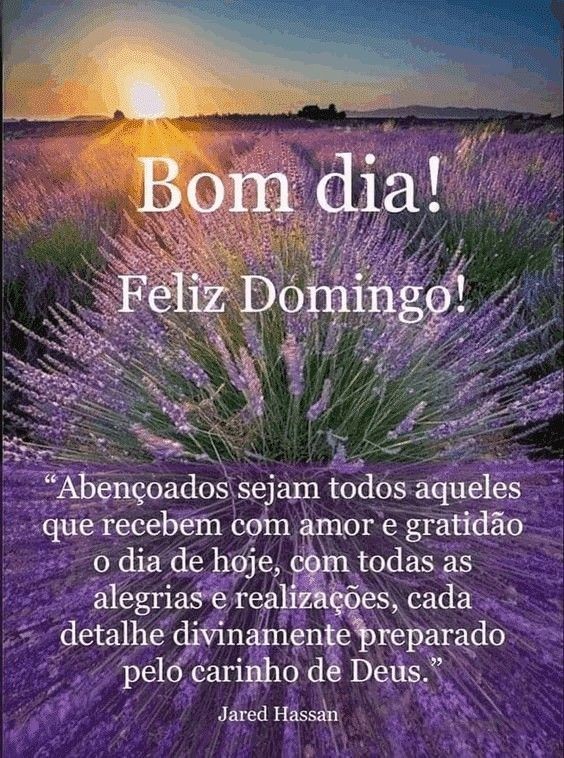 Bom dia!
Feliz Domingo!
“Abençoados sejam todos aqueles
que recebem com amor e gratidão
o dia de hoje, com todas as
alegrias e realizações, cada
detalhe divinamente preparado
pelo carinho de Deus.”
Jared Hassan